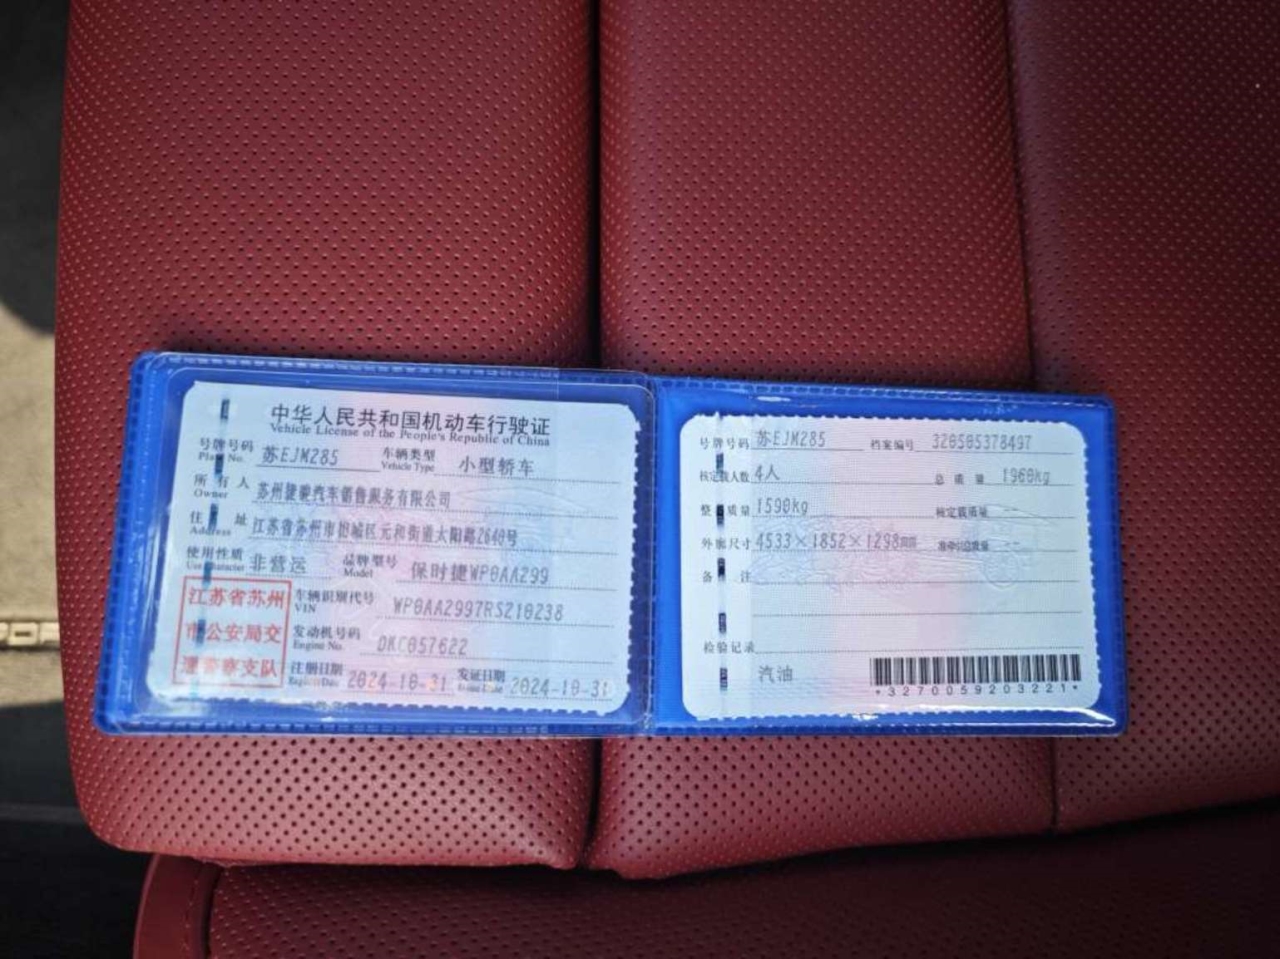 中华人民共和国机动车行驶证
Vehicle License of the People's Republic of China
号牌号码 苏EJM285 车辆类型 小型轿车
Plate No. Vehicle Type
所有人 苏州捷骏汽车销售服务有限公司
Owner
住址 江苏省苏州市相城区元和街道太阳路2640号
Address
使用性质 非营运 品牌型号 保时捷WP0AA299
Use Character Model
江苏省苏州
市公安局交
通警察支队
车辆识别代号 WP0AA2997RS210238
VIN
发动机号码 DKC057622
Engine No.
注册日期 2024-10-31 发证日期 2024-10-31
Register Date Issue Date
号牌号码 苏EJM285 档案编号 320505378497
核定载人数 4人 总质量 1960kg
整备质量 1590kg 核定载质量 --
外廓尺寸 4533×1852×1298mm 准牵引总质量 --
备注
检验记录
汽油
*3270059203221*